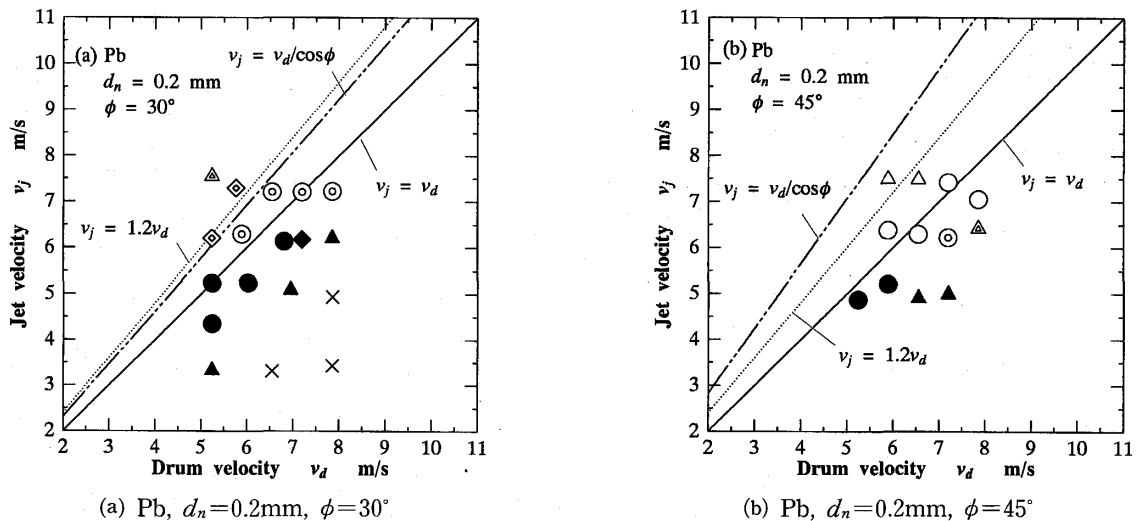 (a) Pb
d_n = 0.2 mm
φ = 30°
v_j = v_d/cosφ
v_j = v_d
v_j = 1.2v_d
Jet velocity v_j m/s
11
10
9
8
7
6
5
4
3
2
2 3 4 5 6 7 8 9 10 11
Drum velocity v_d m/s
(a) Pb, d_n=0.2mm, φ=30°
(b) Pb
d_n = 0.2 mm
φ = 45°
v_j = v_d/cosφ
v_j = v_d
v_j = 1.2v_d
Jet velocity v_j m/s
11
10
9
8
7
6
5
4
3
2
2 3 4 5 6 7 8 9 10 11
Drum velocity v_d m/s
(b) Pb, d_n=0.2mm, φ=45°